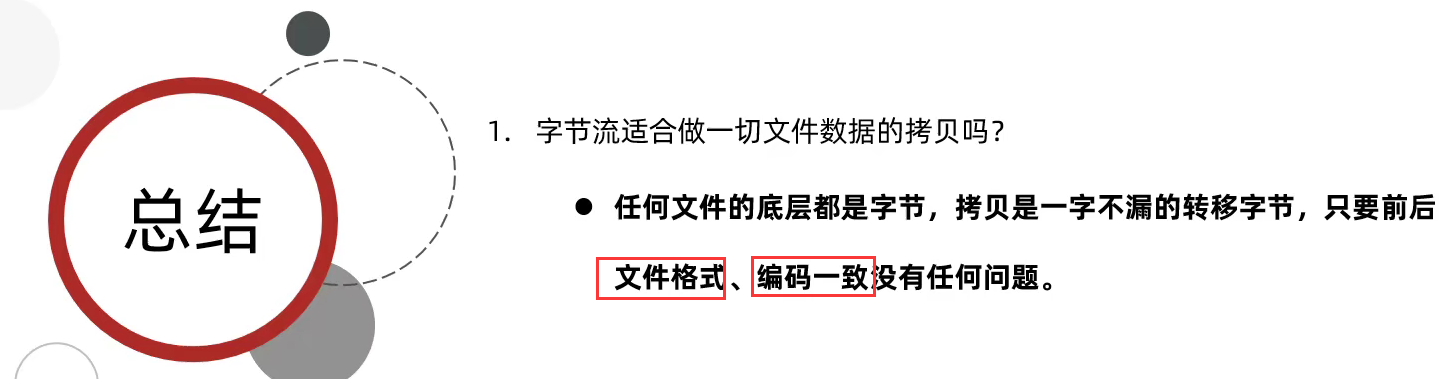 总结
1. 字节流适合做一切文件数据的拷贝吗？
● 任何文件的底层都是字节，拷贝是一字不漏的转移字节，只要前后
文件格式、编码一致没有任何问题。